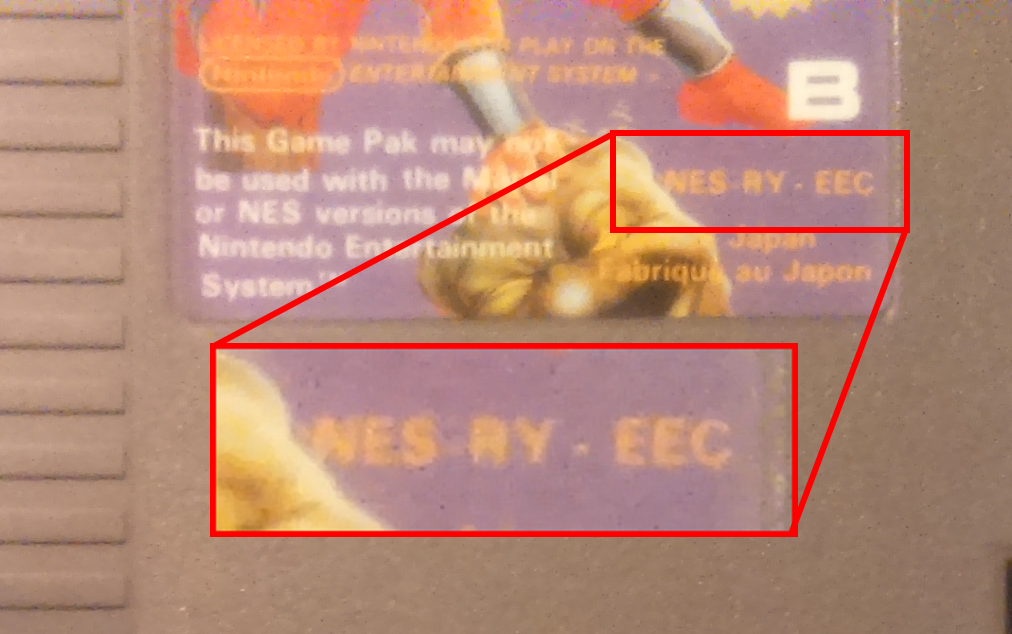 LICENSED BY NINTENDO FOR PLAY ON THE
Nintendo ENTERTAINMENT SYSTEM
B
This Game Pak may not
be used with the
or NES versions of the
Nintendo Entertainment
System™
NES-RY-EEC
Japan
Fabriqué au Japon
NES-RY-EEC